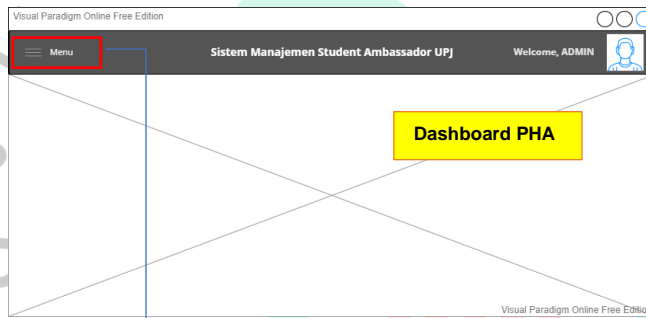 Visual Paradigm Online Free Edition
Menu
Sistem Manajemen Student Ambassador UPJ
Welcome, ADMIN
Dashboard PHA
Visual Paradigm Online Free Edition